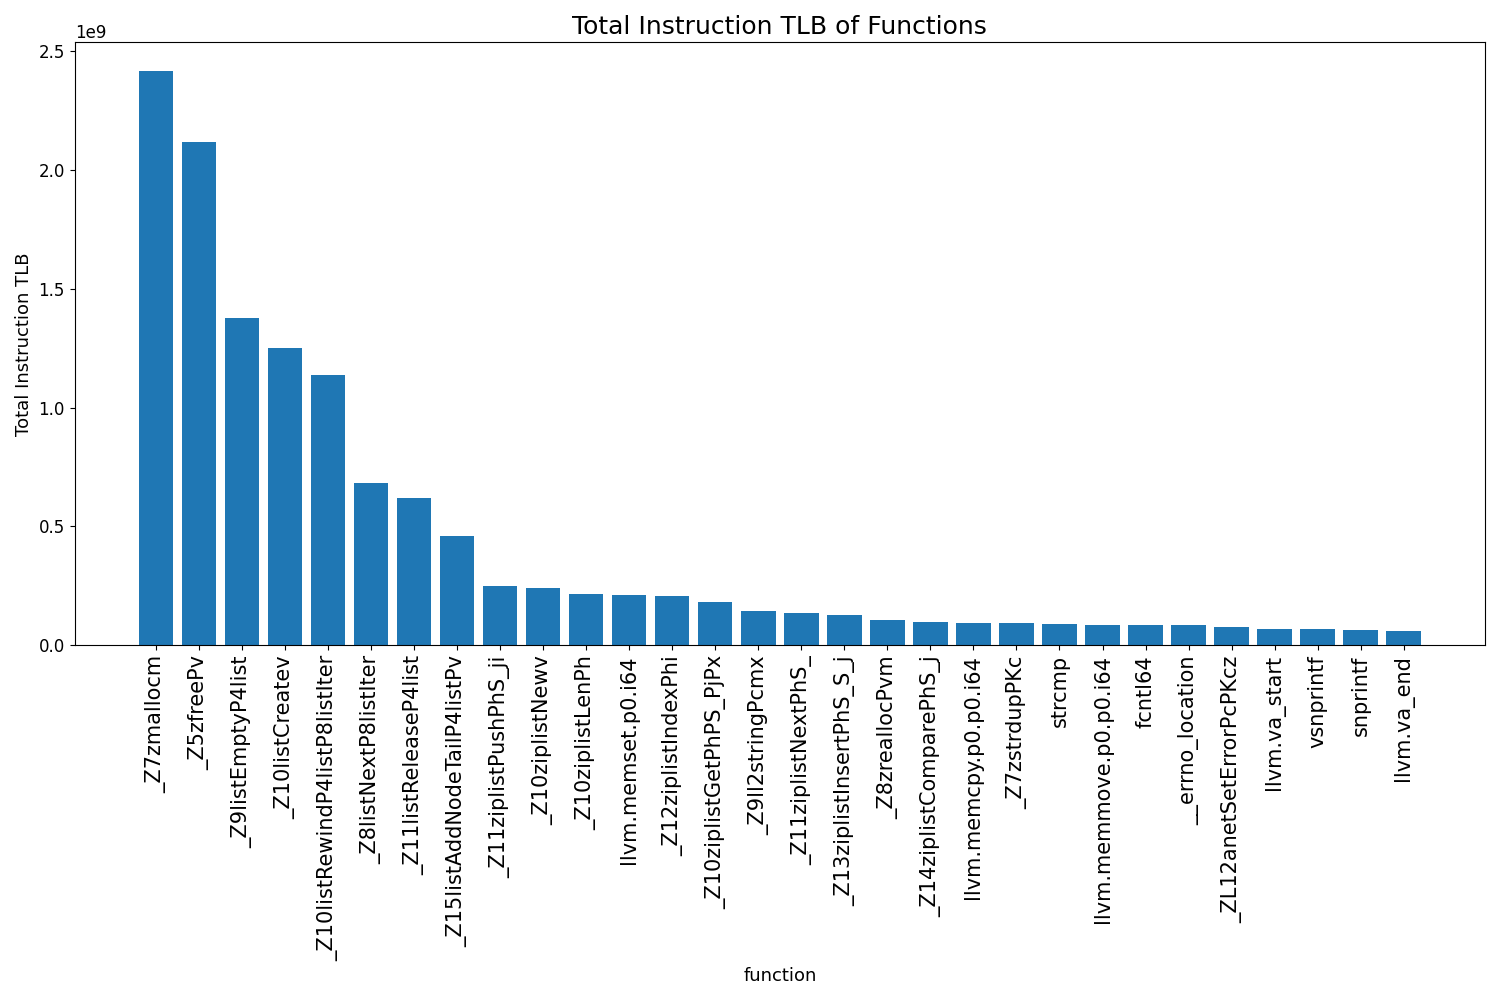 Total Instruction TLB of Functions
1e9
2.5
2.0
1.5
1.0
0.5
0.0
Total Instruction TLB
_Z7zmallocm
_Z5zfreePv
_Z9listEmptyP4list
_Z10listCreatev
_Z10listRewindP4listP8listIter
_Z8listNextP8listIter
_Z11listReleaseP4list
_Z15listAddNodeTailP4listPv
_Z11ziplistPushPhS_ji
_Z10ziplistNewv
_Z10ziplistLenPh
llvm.memset.p0.i64
_Z12ziplistIndexPhi
_Z10ziplistGetPhPS_PjPx
_Z9ll2stringPcmx
_Z11ziplistNextPhS_
_Z13ziplistInsertPhS_S_j
_Z8zreallocPvm
_Z14ziplistComparePhS_j
llvm.memcpy.p0.p0.i64
_Z7zstrdupPKc
strcmp
llvm.memmove.p0.p0.i64
fcntl64
__errno_location
_ZL12anetSetErrorPcPKcz
llvm.va_start
vsnprintf
snprintf
llvm.va_end
function